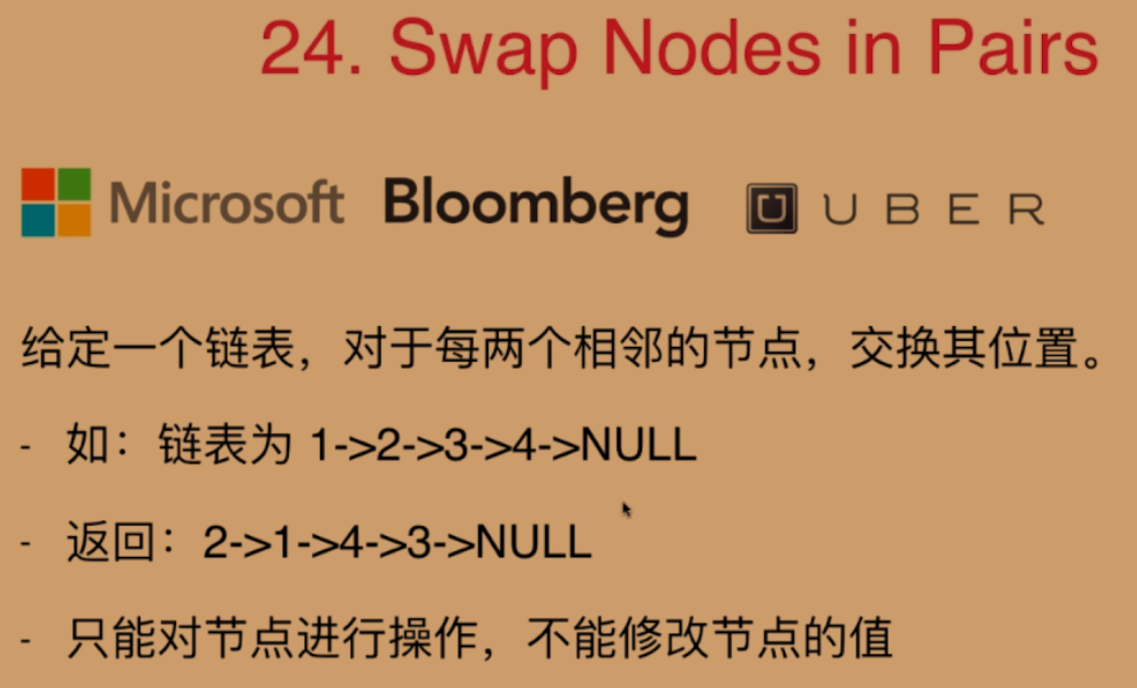 24. Swap Nodes in Pairs
Microsoft Bloomberg UBER
给定一个链表，对于每两个相邻的节点，交换其位置。
- 如：链表为 1->2->3->4->NULL
- 返回：2->1->4->3->NULL
- 只能对节点进行操作，不能修改节点的值